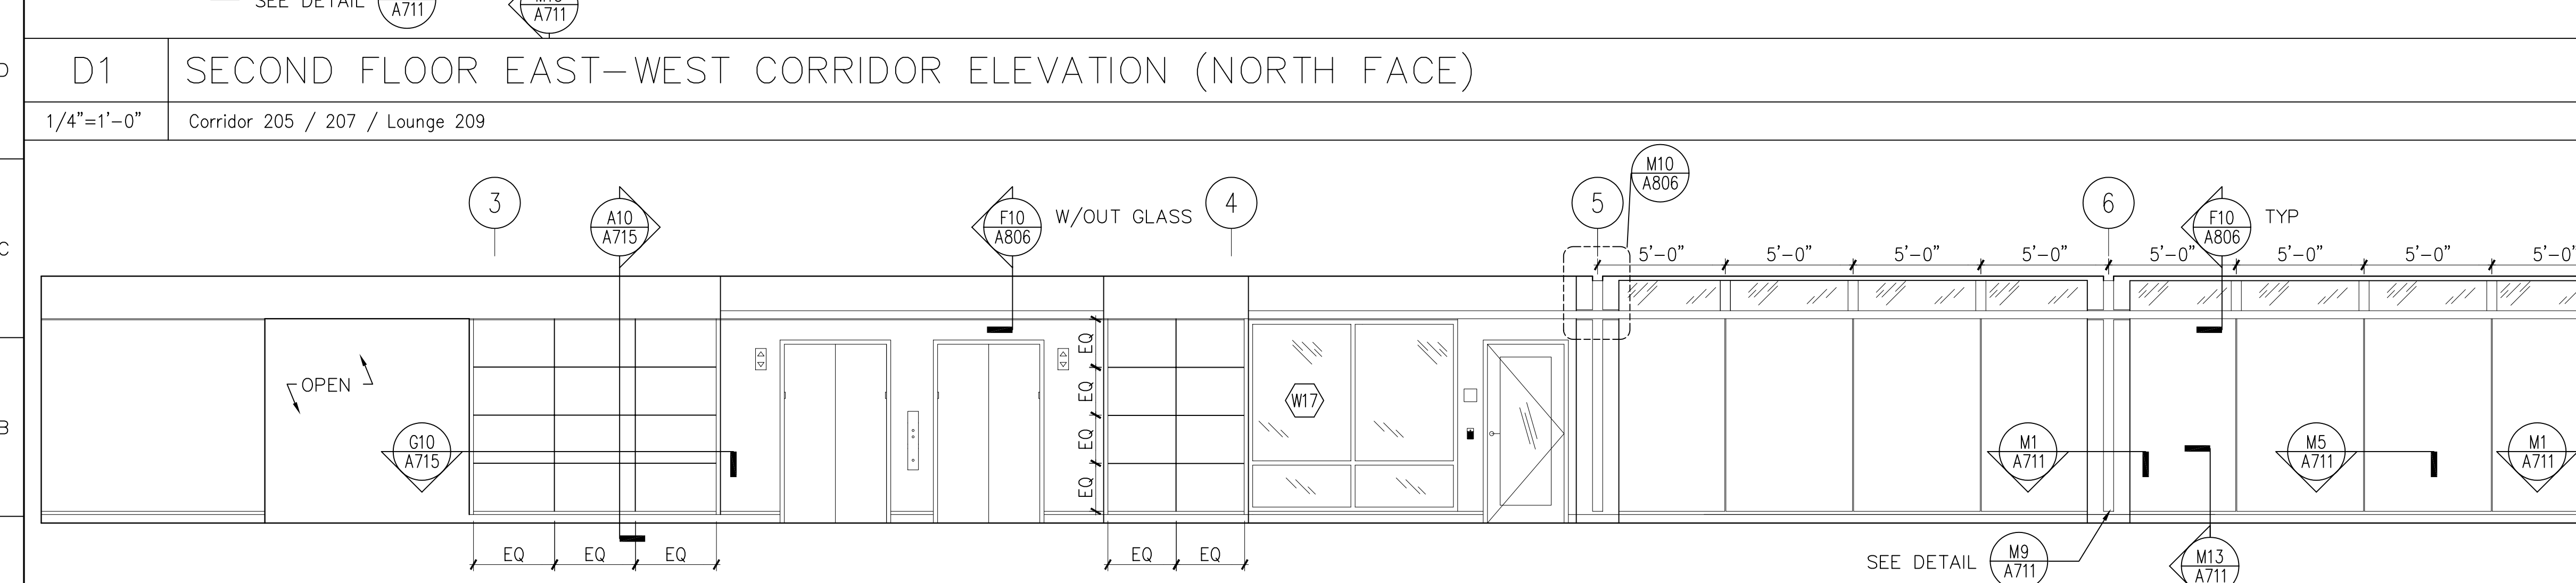 SEE DETAIL
A711
A711
D
D1
SECOND FLOOR EAST-WEST CORRIDOR ELEVATION (NORTH FACE)
1/4"=1'-0"
Corridor 205 / 207 / Lounge 209
C
B
3
A10
A715
F10
A806
W/OUT GLASS
4
5
M10
A806
6
F10
A806
TYP
5'-0"
5'-0"
5'-0"
5'-0"
5'-0"
5'-0"
5'-0"
5'-0"
OPEN
G10
A715
EQ
EQ
EQ
EQ
W17
M1
A711
M5
A711
M1
A711
EQ
EQ
EQ
EQ
EQ
SEE DETAIL
M9
A711
M13
A711